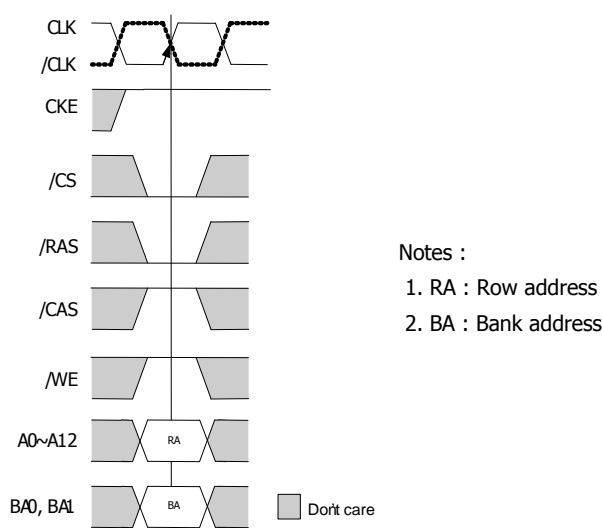 CLK
/CLK
CKE
/CS
/RAS
/CAS
/WE
A0~A12
RA
BA0, BA1
BA
Don't care
Notes :
1. RA : Row address
2. BA : Bank address